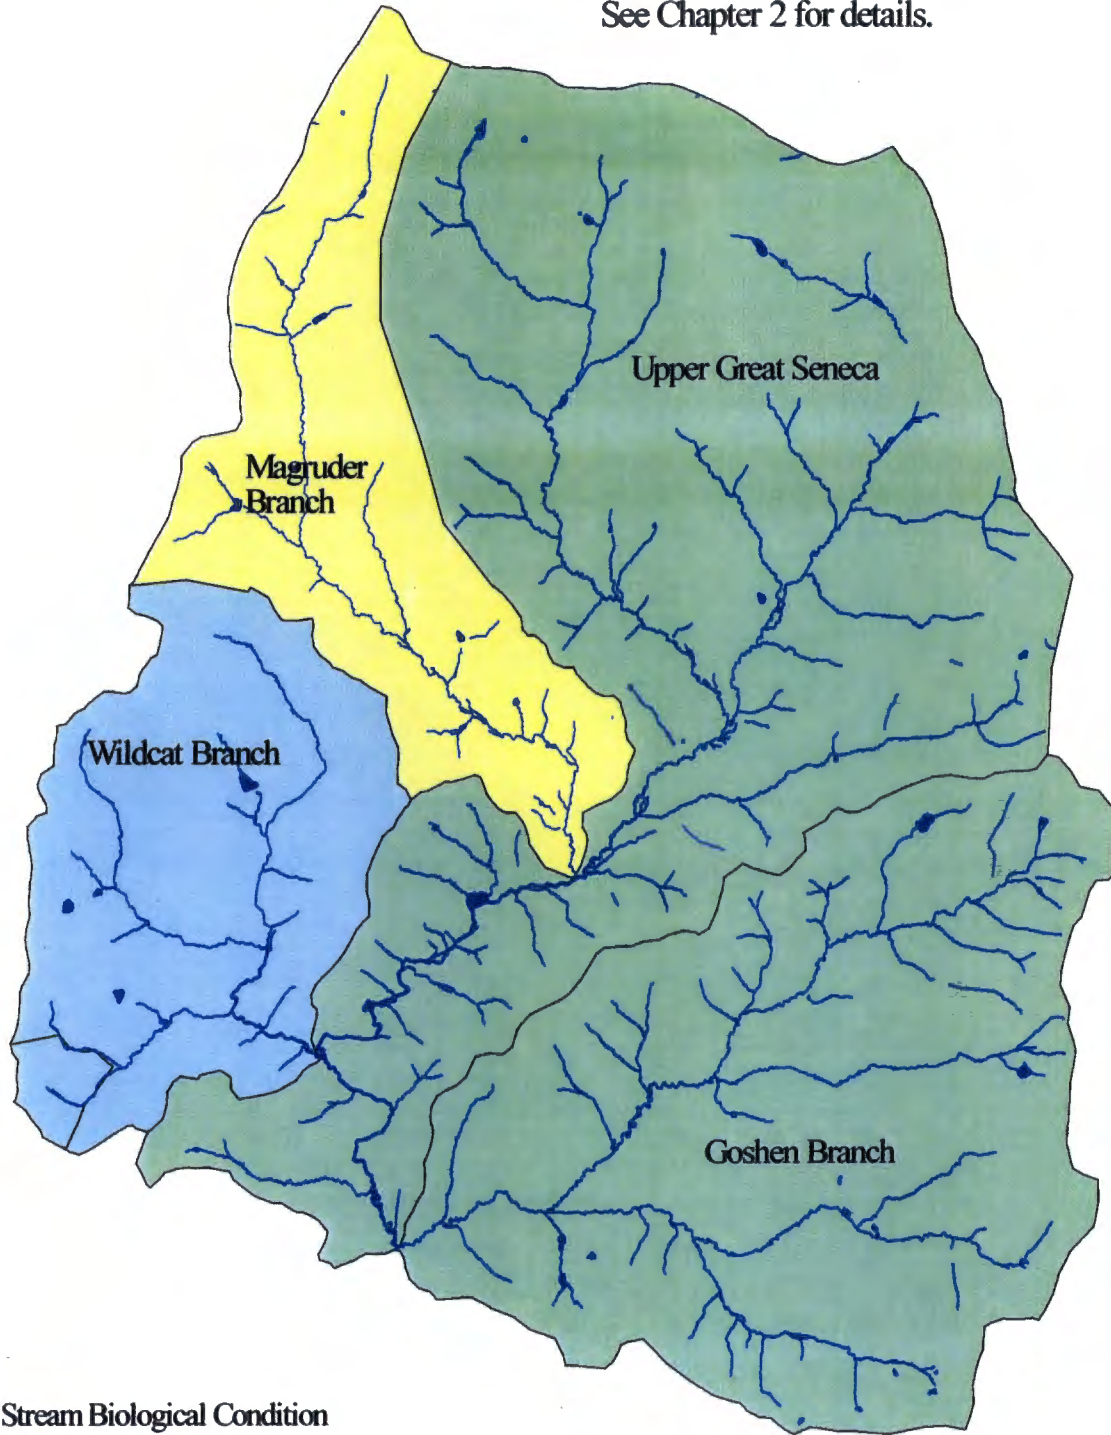 See Chapter 2 for details.
Upper Great Seneca
Magruder
Branch
Wildcat Branch
Goshen Branch
Stream Biological Condition